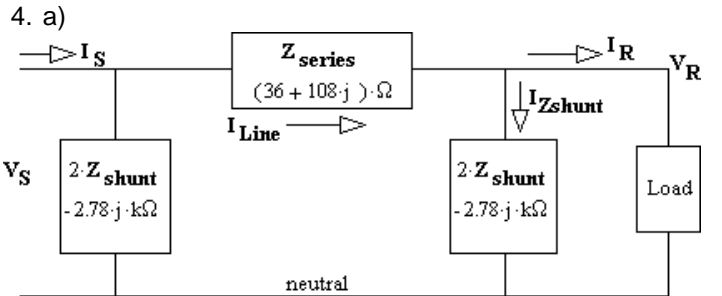 4. a)
I S
Z series
(36 + 108·j )·Ω
I R
V R
I Zshunt
I Line
V S
2·Z shunt
- 2.78·j·kΩ
2·Z shunt
- 2.78·j·kΩ
Load
neutral